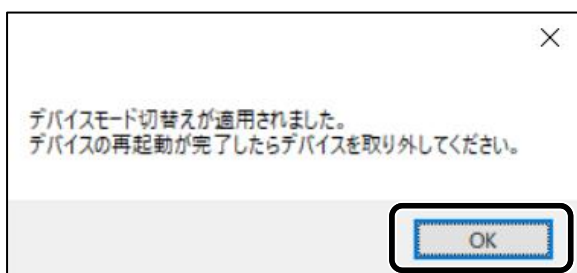 デバイスモード切替えが適用されました。
デバイスの再起動が完了したらデバイスを取り外してください。
OK